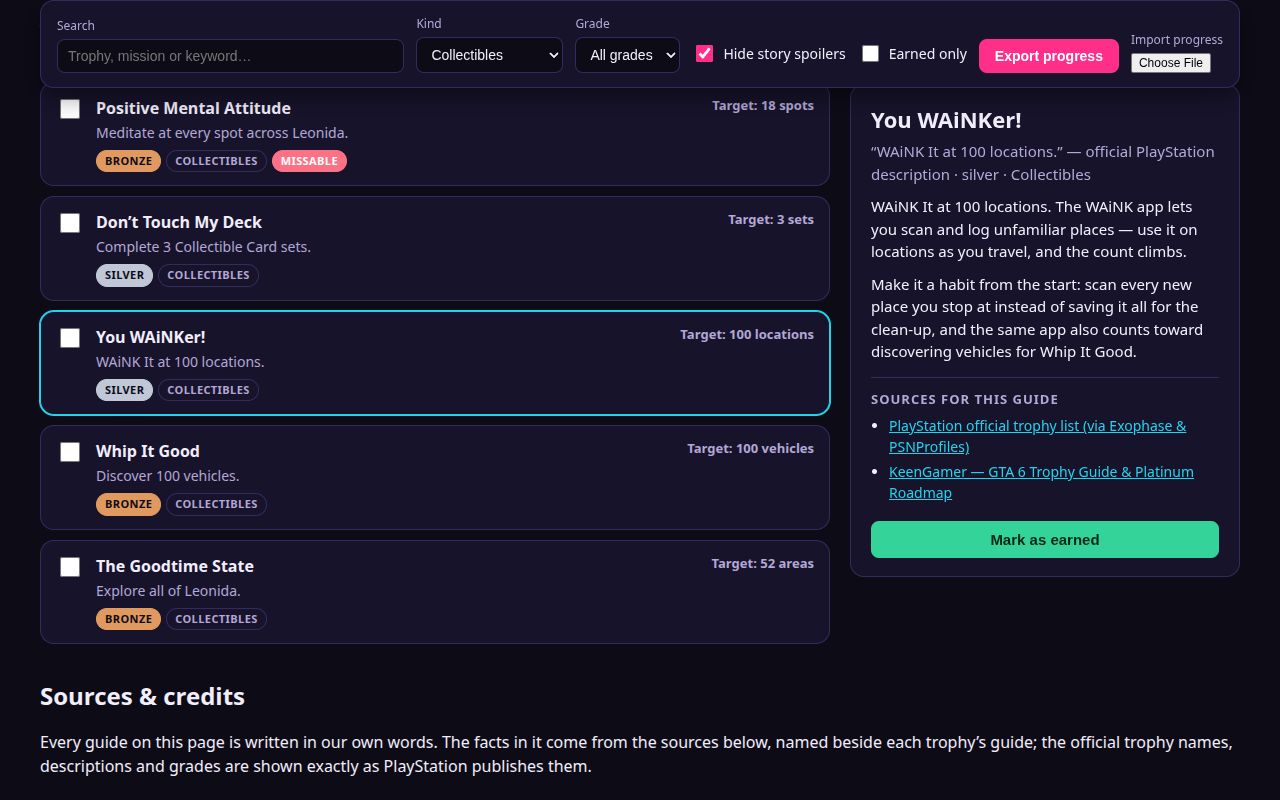 Search
Trophy, mission or keyword…
Kind
Collectibles
Grade
All grades
Hide story spoilers
Earned only
Export progress
Import progress
Choose File
Positive Mental Attitude
Target: 18 spots
Meditate at every spot across Leonida.
BRONZE
COLLECTIBLES
MISSABLE
Don’t Touch My Deck
Target: 3 sets
Complete 3 Collectible Card sets.
SILVER
COLLECTIBLES
You WAiNKer!
Target: 100 locations
WAiNK It at 100 locations.
SILVER
COLLECTIBLES
Whip It Good
Target: 100 vehicles
Discover 100 vehicles.
BRONZE
COLLECTIBLES
The Goodtime State
Target: 52 areas
Explore all of Leonida.
BRONZE
COLLECTIBLES
You WAiNKer!
“WAiNK It at 100 locations.” — official PlayStation
description · silver · Collectibles
WAiNK It at 100 locations. The WAiNK app lets
you scan and log unfamiliar places — use it on
locations as you travel, and the count climbs.
Make it a habit from the start: scan every new
place you stop at instead of saving it all for the
clean-up, and the same app also counts toward
discovering vehicles for Whip It Good.
SOURCES FOR THIS GUIDE
PlayStation official trophy list (via Exophase &
PSNProfiles)
KeenGamer — GTA 6 Trophy Guide & Platinum
Roadmap
Mark as earned
Sources & credits
Every guide on this page is written in our own words. The facts in it come from the sources below, named beside each trophy’s guide; the official trophy names,
descriptions and grades are shown exactly as PlayStation publishes them.